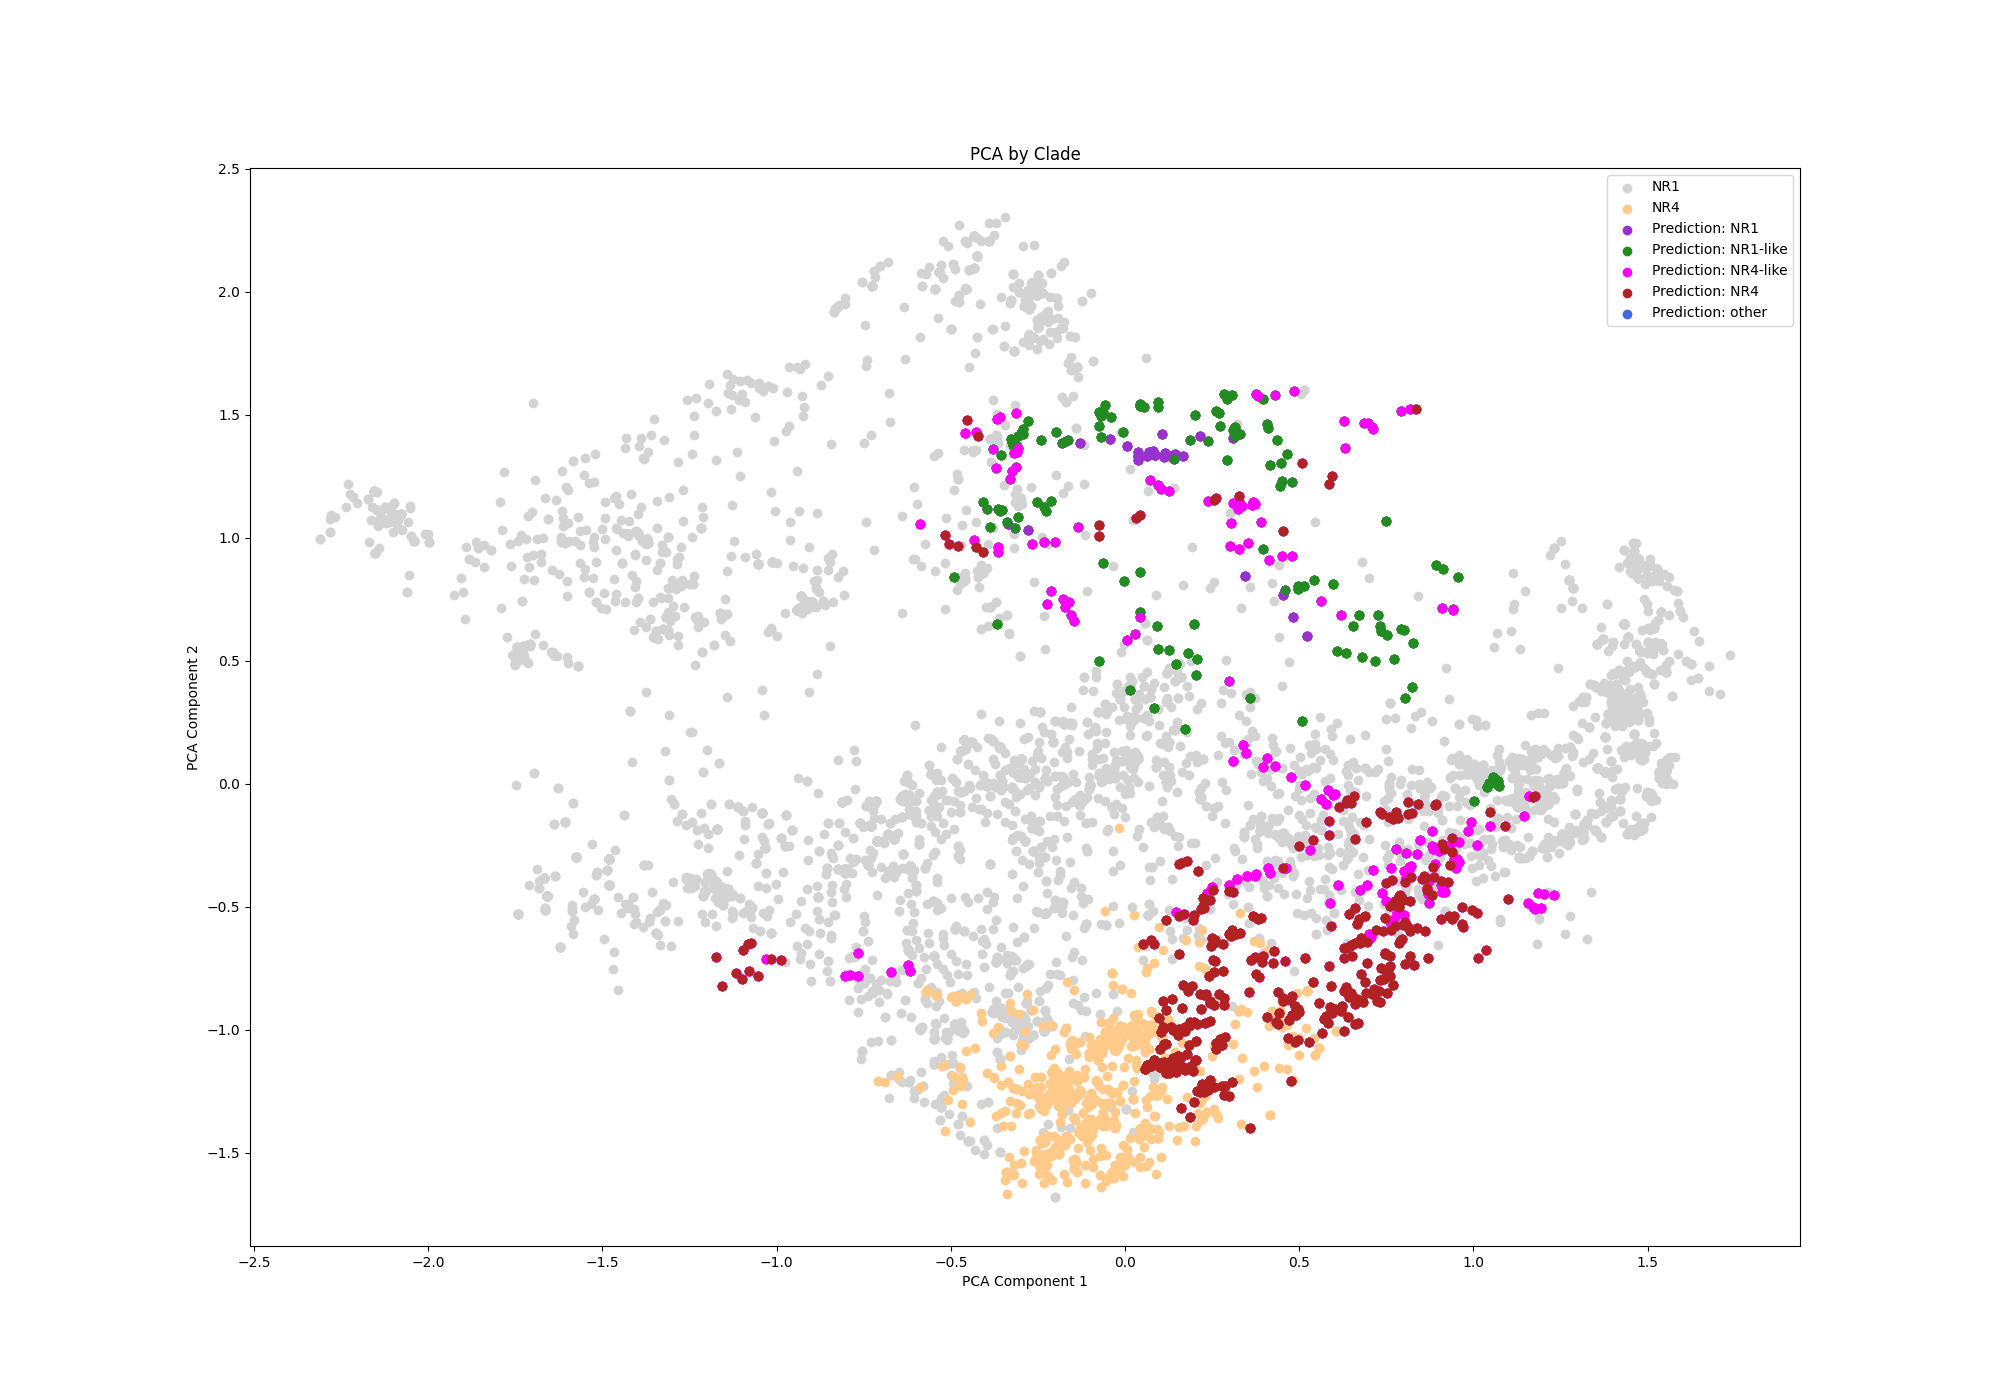 PCA by Clade
2.5
2.0
1.5
1.0
0.5
0.0
−0.5
−1.0
−1.5
PCA Component 2
NR1
NR4
Prediction: NR1
Prediction: NR1-like
Prediction: NR4-like
Prediction: NR4
Prediction: other
−2.5 −2.0 −1.5 −1.0 −0.5 0.0 0.5 1.0 1.5
PCA Component 1